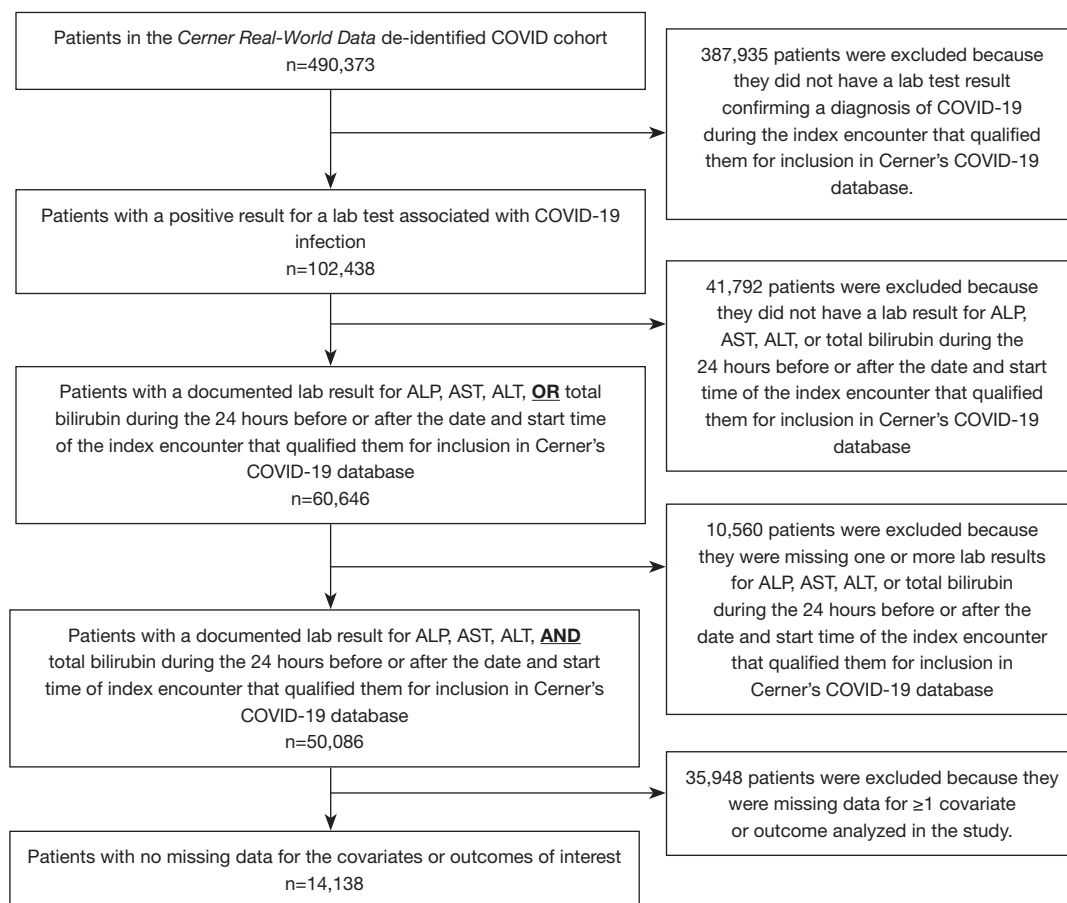 Patients in the Cerner Real-World Data de-identified COVID cohort
n=490,373
387,935 patients were excluded because
they did not have a lab test result
confirming a diagnosis of COVID-19
during the index encounter that qualified
them for inclusion in Cerner's COVID-19
database.
Patients with a positive result for a lab test associated with COVID-19
infection
n=102,438
41,792 patients were excluded because
they did not have a lab result for ALP,
AST, ALT, or total bilirubin during the
24 hours before or after the date and start
time of the index encounter that qualified
them for inclusion in Cerner's COVID-19
database
Patients with a documented lab result for ALP, AST, ALT, OR total
bilirubin during the 24 hours before or after the date and start time
of the index encounter that qualified them for inclusion in Cerner's
COVID-19 database
n=60,646
10,560 patients were excluded because
they were missing one or more lab results
for ALP, AST, ALT, or total bilirubin
during the 24 hours before or after the
date and start time of the index encounter
that qualified them for inclusion in
Cerner's COVID-19 database
Patients with a documented lab result for ALP, AST, ALT, AND
total bilirubin during the 24 hours before or after the date and start
time of index encounter that qualified them for inclusion in Cerner's
COVID-19 database
n=50,086
35,948 patients were excluded because they
were missing data for ≥1 covariate
or outcome analyzed in the study.
Patients with no missing data for the covariates or outcomes of interest
n=14,138